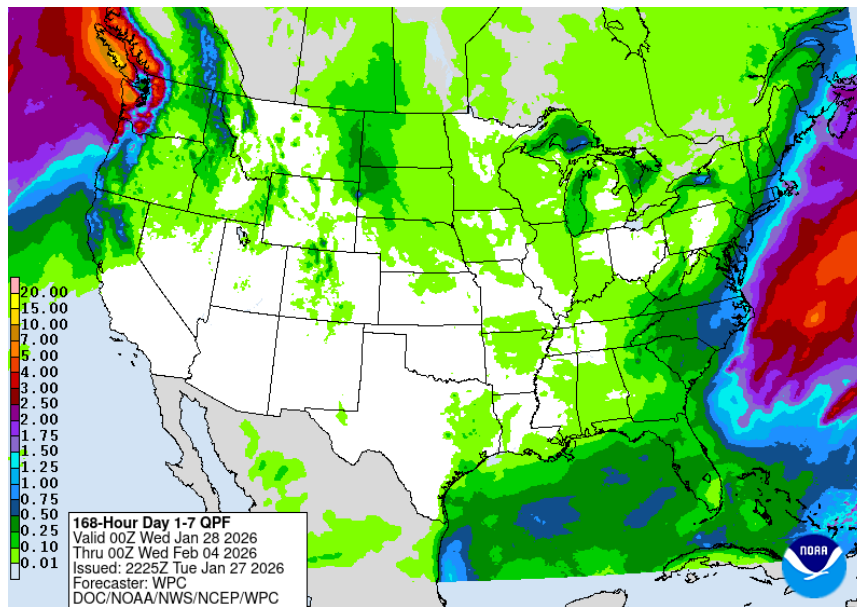 20.00
15.00
10.00
7.00
5.00
4.00
3.00
2.50
2.00
1.75
1.50
1.25
1.00
0.75
0.50
0.25
0.10
0.01
168-Hour Day 1-7 QPF
Valid 00Z Wed Jan 28 2026
Thru 00Z Wed Feb 04 2026
Issued: 2225Z Tue Jan 27 2026
Forecaster: WPC
DOC/NOAA/NWS/NCEP/WPC
NOAA